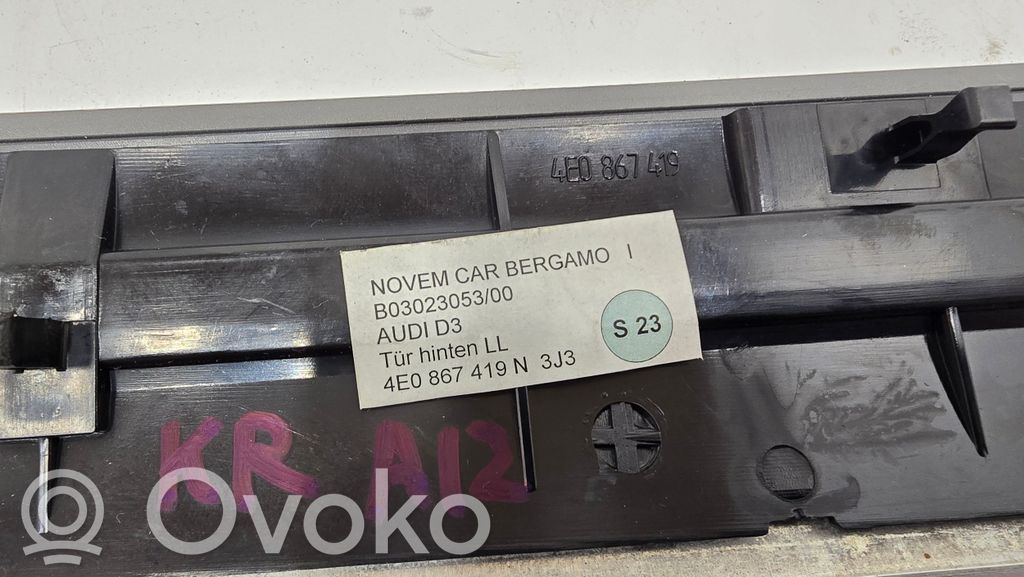 4E0 867 419
NOVEM CAR BERGAMO I
B03023053/00
AUDI D3
Tür hinten LL
4E0 867 419 N 3J3
S 23
KR A12
Ovoko